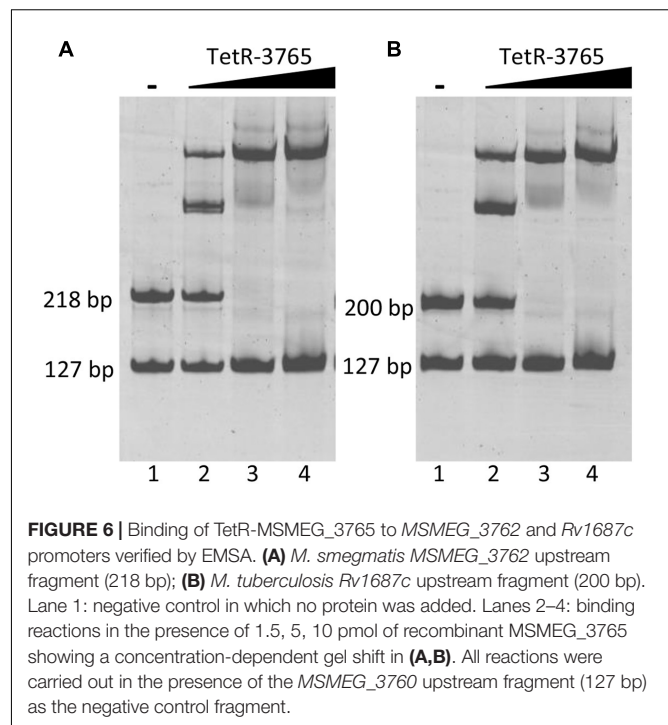 A
B
TetR-3765
TetR-3765
-
-
218 bp
127 bp
200 bp
127 bp
1 2 3 4
1 2 3 4
FIGURE 6 | Binding of TetR-MSMEG_3765 to MSMEG_3762 and Rv1687c
promoters verified by EMSA. (A) M. smegmatis MSMEG_3762 upstream
fragment (218 bp); (B) M. tuberculosis Rv1687c upstream fragment (200 bp).
Lane 1: negative control in which no protein was added. Lanes 2–4: binding
reactions in the presence of 1.5, 5, 10 pmol of recombinant MSMEG_3765
showing a concentration-dependent gel shift in (A,B). All reactions were
carried out in the presence of the MSMEG_3760 upstream fragment (127 bp)
as the negative control fragment.